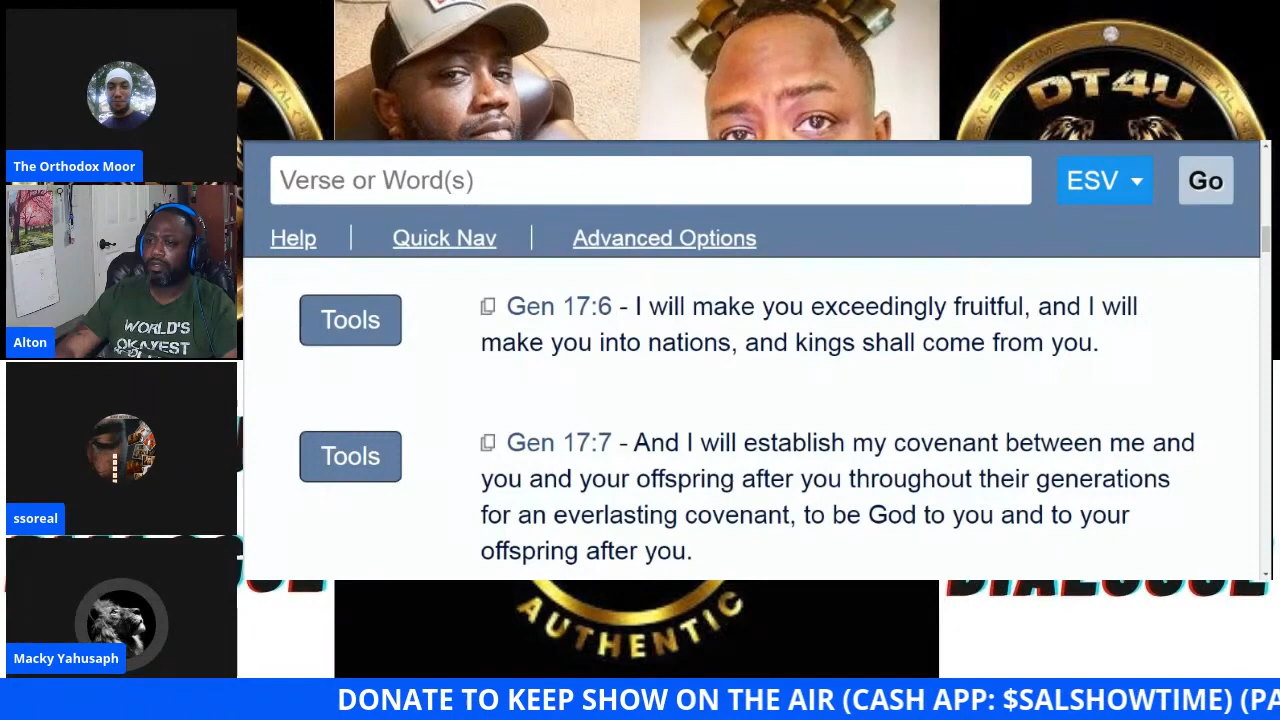 The Orthodox Moor
DT4U
Verse or Word(s)
ESV
Go
Help
Quick Nav
Advanced Options
Tools
Gen 17:6 - I will make you exceedingly fruitful, and I will
make you into nations, and kings shall come from you.
WORLD'S
OKAYEST
Alton
Tools
Gen 17:7 - And I will establish my covenant between me and
you and your offspring after you throughout their generations
for an everlasting covenant, to be God to you and to your
offspring after you.
ssoreal
AUTHENTIC
Macky Yahusaph
DONATE TO KEEP SHOW ON THE AIR (CASH APP: $SALSHOWTIME) (PA